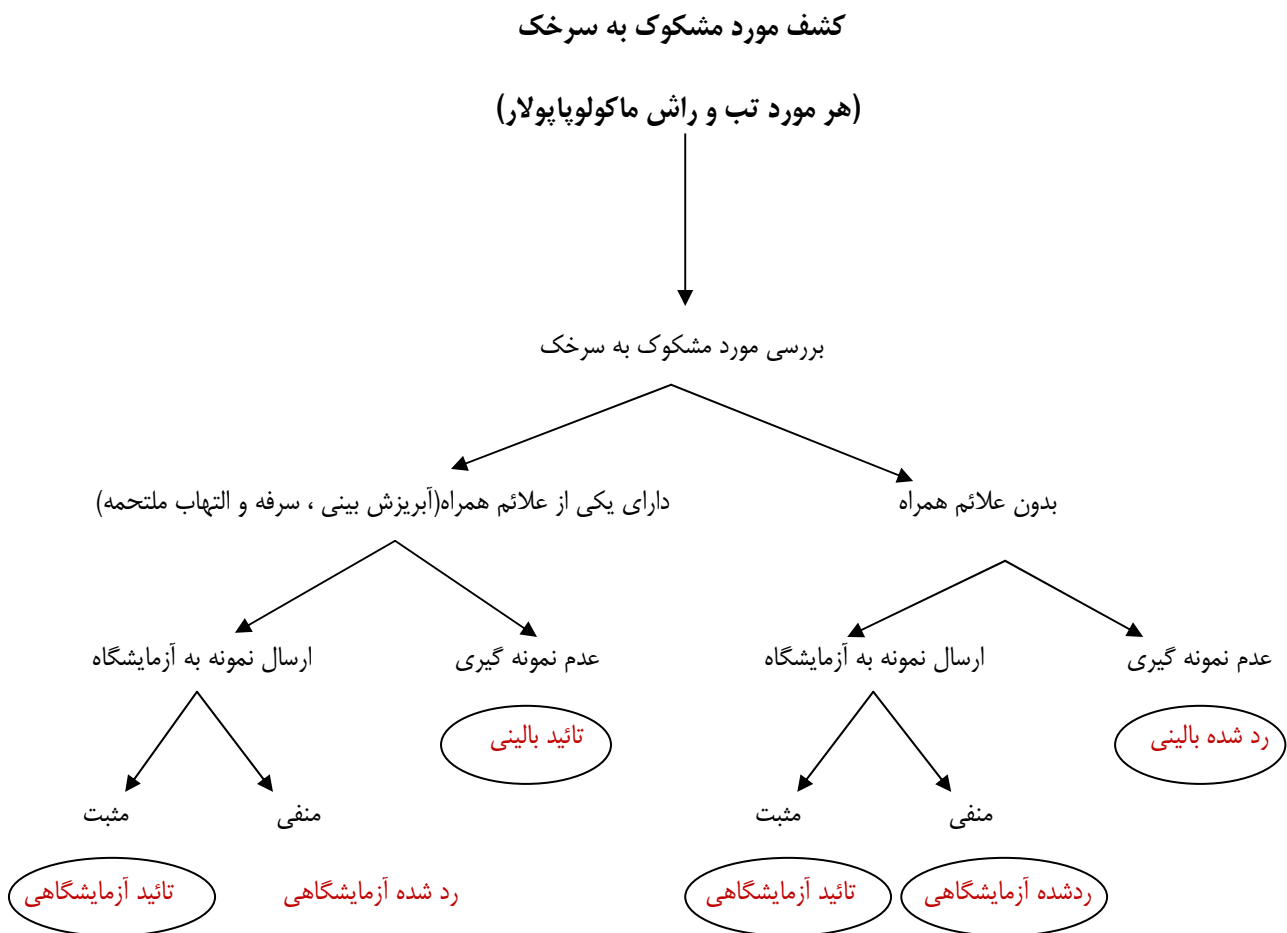 کشف مورد مشکوک به سرخک
(هر مورد تب و راش ماکولوپاپولار)
بررسی مورد مشکوک به سرخک
بدون علائم همراه
دارای یکی از علائم همراه(آبریزش بینی ، سرفه و التهاب ملتحمه)
عدم نمونه گیری
ارسال نمونه به آزمایشگاه
عدم نمونه گیری
ارسال نمونه به آزمایشگاه
رد شده بالینی
تائید بالینی
منفی
مثبت
منفی
مثبت
ردشده آزمایشگاهی
تائید آزمایشگاهی
رد شده آزمایشگاهی
تائید آزمایشگاهی